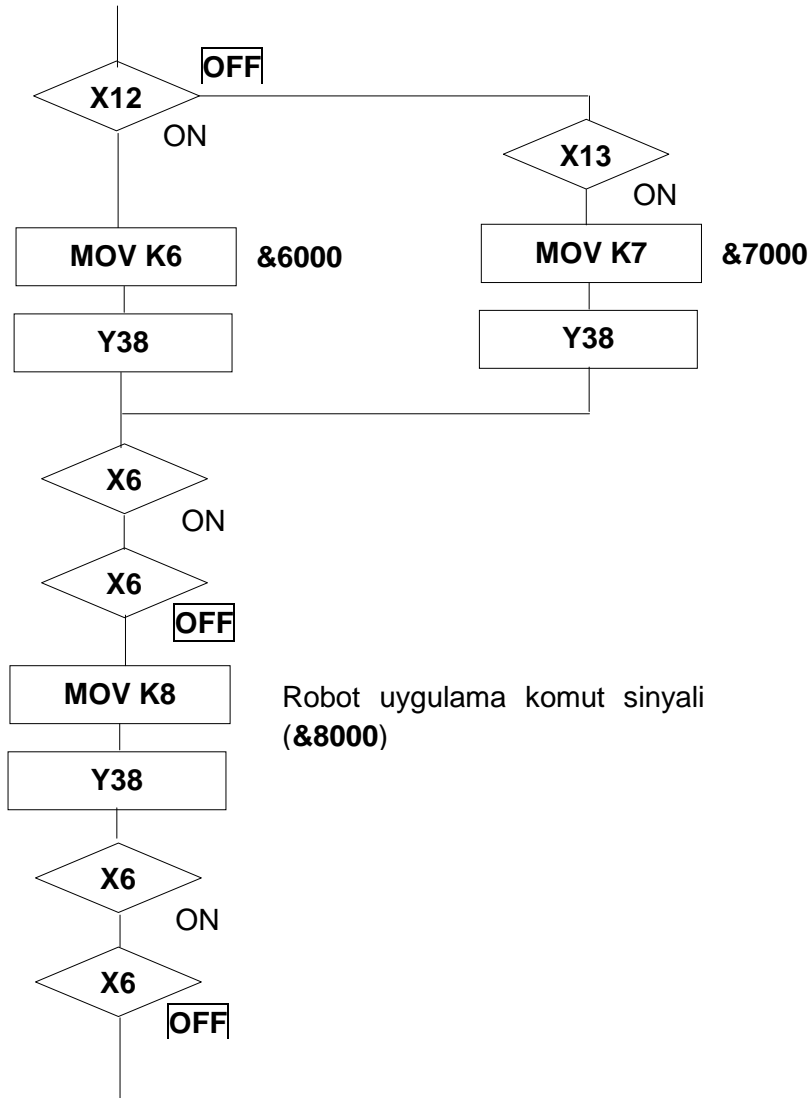 OFF
X12
ON
X13
ON
MOV K6
&6000
MOV K7
&7000
Y38
Y38
X6
ON
X6
OFF
MOV K8
Robot uygulama komut sinyali
(&8000)
Y38
X6
ON
X6
OFF